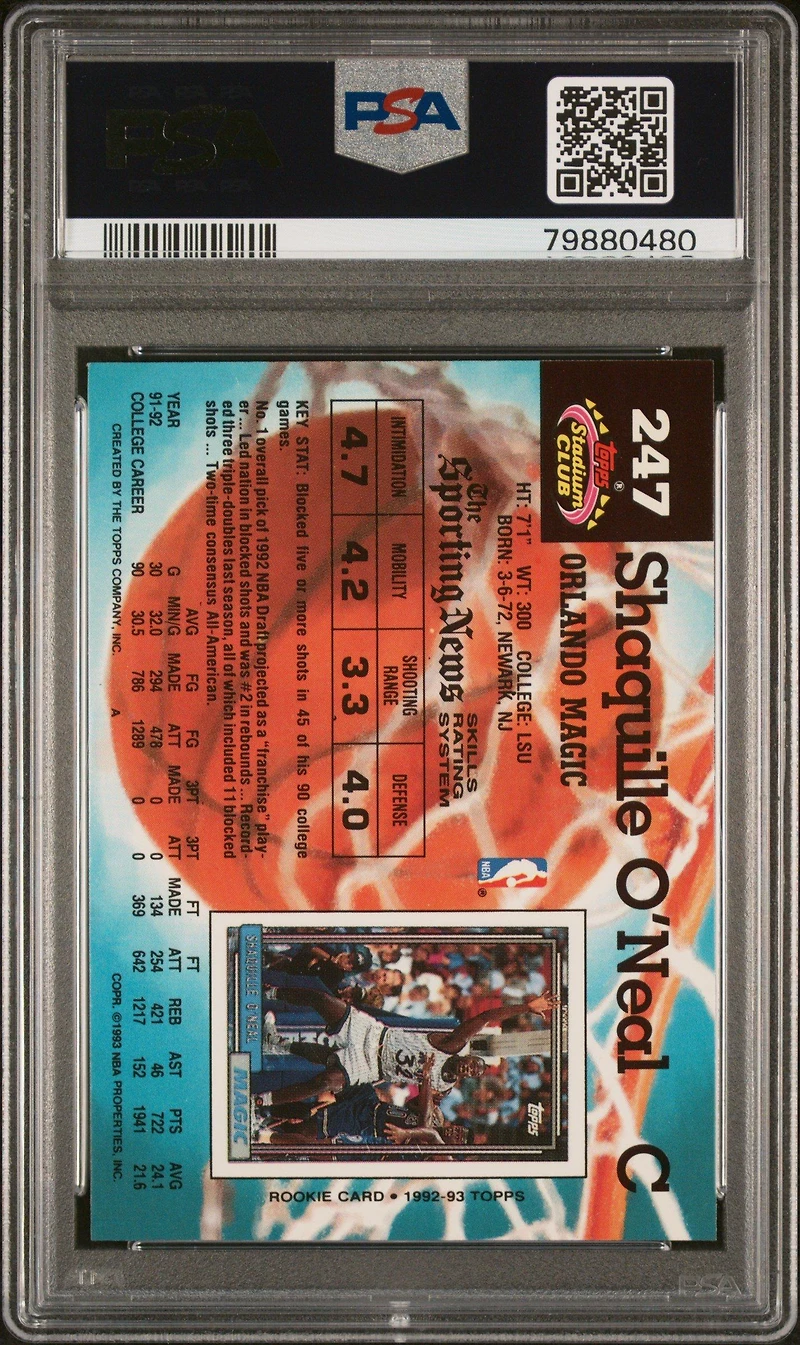 PSA
PSA
79880480
247
Topps®
Stadium
CLUB
Shaquille O'Neal C
ORLANDO MAGIC
HT: 7'1" WT: 300 COLLEGE: LSU
BORN: 3-6-72, NEWARK, NJ
The
Sporting News
SKILLS
RATING
SYSTEM
INTIMIDATION MOBILITY SHOOTING RANGE DEFENSE
4.7 4.2 3.3 4.0
NBA ®
KEY STAT: Blocked five or more shots in 45 of his 90 college
games.
No. 1 overall pick of 1992 NBA Draft projected as a "franchise" play-
er ... Led nation in blocked shots and was #2 in rebounds ... Record-
ed three triple-doubles last season, all of which included 11 blocked
shots ... Two-time consensus All-American.
AVG FG FG 3PT 3PT FT FT
YEAR G MIN/G MADE ATT MADE ATT MADE ATT REB AST PTS AVG
91-92 30 32.0 294 478 0 0 134 254 421 46 722 24.1
COLLEGE CAREER 90 30.5 786 1289 0 0 369 642 1217 152 1941 21.6
CREATED BY THE TOPPS COMPANY, INC. A COPR. ©1993 NBA PROPERTIES, INC.
Topps
32
SHAQUILLE O'NEAL
MAGIC
ROOKIE CARD • 1992-93 TOPPS
PSA